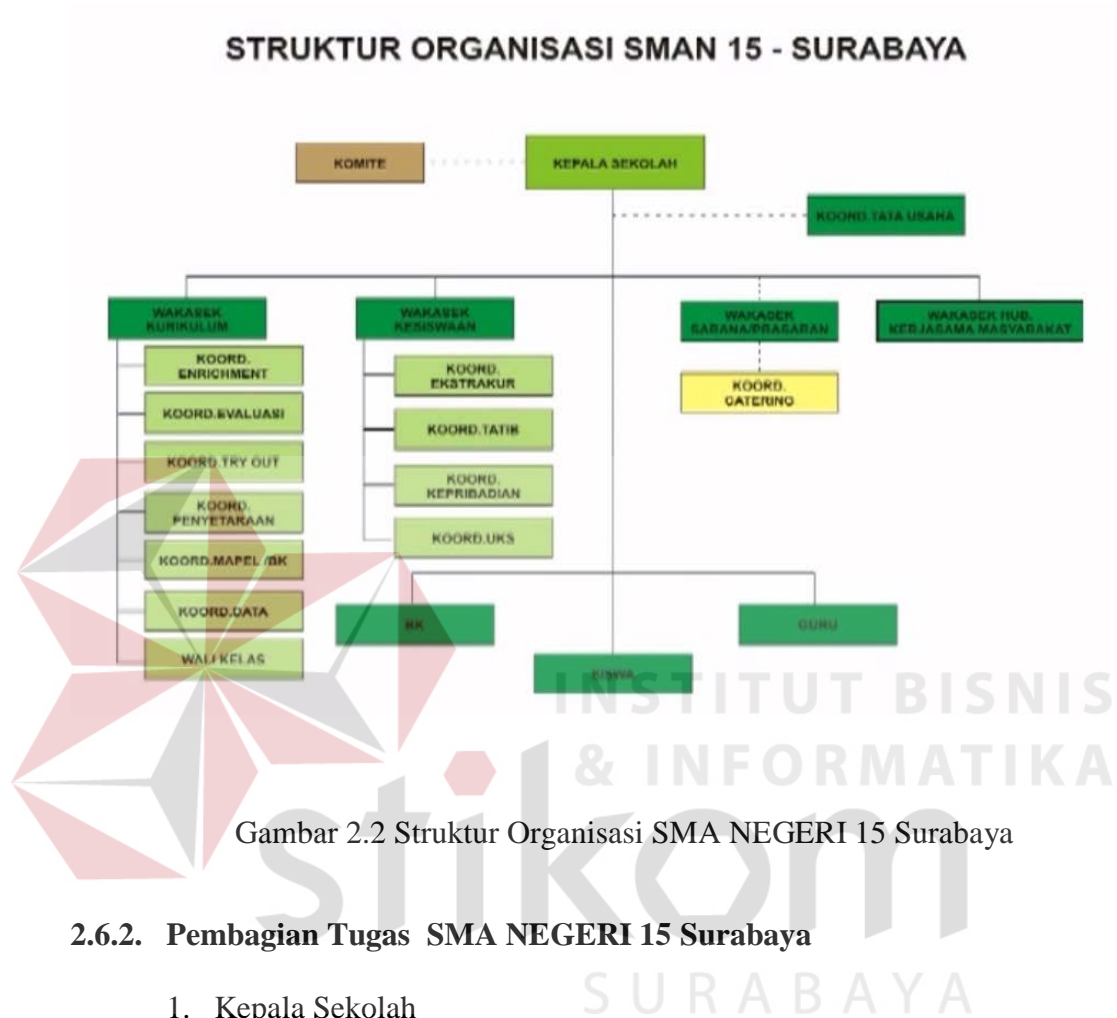 STRUKTUR ORGANISASI SMAN 15 - SURABAYA
KOMITE
KEPALA SEKOLAH
KOORD.TATA USAHA
WAKASEK
KURIKULUM
WAKASEK
KESISWAAN
WAKASEK
SARANA/PRASARAN
WAKASEK HUB.
KERJASAMA MASYARAKAT
KOORD.
ENRICHMENT
KOORD.EVALUASI
KOORD.TRY OUT
KOORD.
PENYETARAAN
KOORD.MAPEL /BK
KOORD.DATA
WALI KELAS
KOORD.
EKSTRAKUR
KOORD.TATIB
KOORD.
KEPRIBADIAN
KOORD.UKS
KOORD.
CATERING
BK
GURU
SISWA
INSTITUT BISNIS
& INFORMATIKA
stikom
SURABAYA
Gambar 2.2 Struktur Organisasi SMA NEGERI 15 Surabaya
2.6.2. Pembagian Tugas SMA NEGERI 15 Surabaya
1. Kepala Sekolah